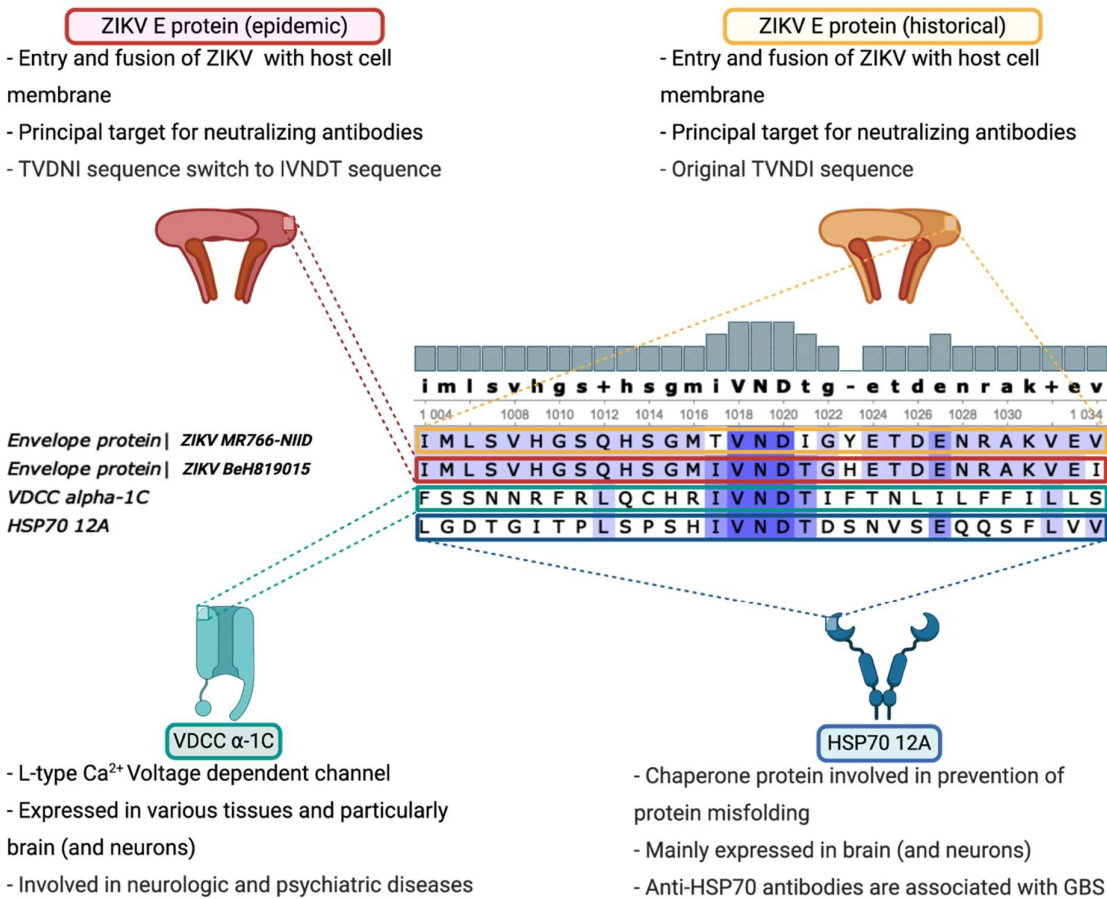 ZIKV E protein (epidemic)
- Entry and fusion of ZIKV with host cell
membrane
- Principal target for neutralizing antibodies
- TVDNI sequence switch to IVNDT sequence
ZIKV E protein (historical)
- Entry and fusion of ZIKV with host cell
membrane
- Principal target for neutralizing antibodies
- Original TVNDI sequence
i m l s v h g s + h s g m i V N D t g - e t d e n r a k + e v
1 004 1008 1010 1012 1014 1016 1018 1020 1022 1024 1026 1028 1030 1 034
Envelope protein| ZIKV MR766-NIID I M L S V H G S Q H S G M T V N D I G Y E T D E N R A K V E V
Envelope protein| ZIKV BeH819015 I M L S V H G S Q H S G M I V N D T G H E T D E N R A K V E I
VDCC alpha-1C F S S N N R F R L Q C H R I V N D T I F T N L I L F F I L L S
HSP70 12A L G D T G I T P L S P S H I V N D T D S N V S E Q Q S F L V V
VDCC α-1C
- L-type Ca²⁺ Voltage dependent channel
- Expressed in various tissues and particularly
brain (and neurons)
- Involved in neurologic and psychiatric diseases
HSP70 12A
- Chaperone protein involved in prevention of
protein misfolding
- Mainly expressed in brain (and neurons)
- Anti-HSP70 antibodies are associated with GBS